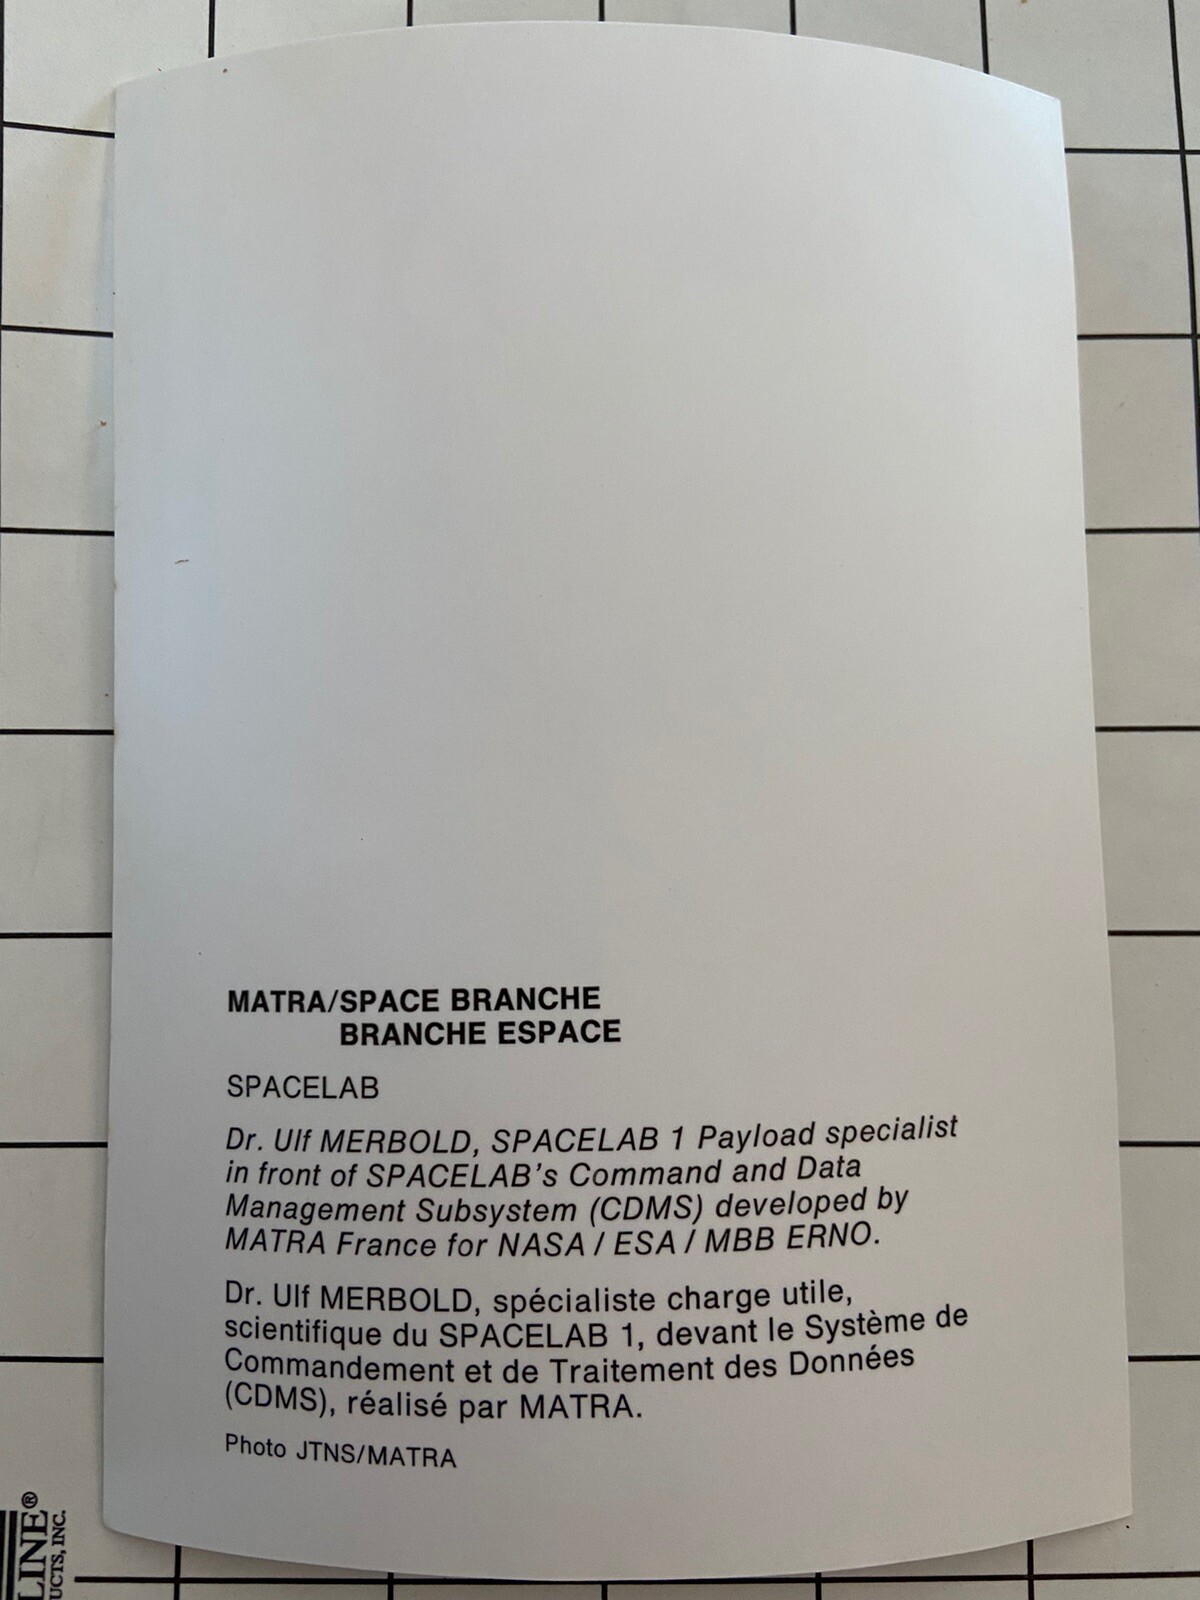 MATRA/SPACE BRANCHE
BRANCHE ESPACE
SPACELAB
Dr. Ulf MERBOLD, SPACELAB 1 Payload specialist
in front of SPACELAB's Command and Data
Management Subsystem (CDMS) developed by
MATRA France for NASA / ESA / MBB ERNO.
Dr. Ulf MERBOLD, spécialiste charge utile,
scientifique du SPACELAB 1, devant le Système de
Commandement et de Traitement des Données
(CDMS), réalisé par MATRA.
Photo JTNS/MATRA